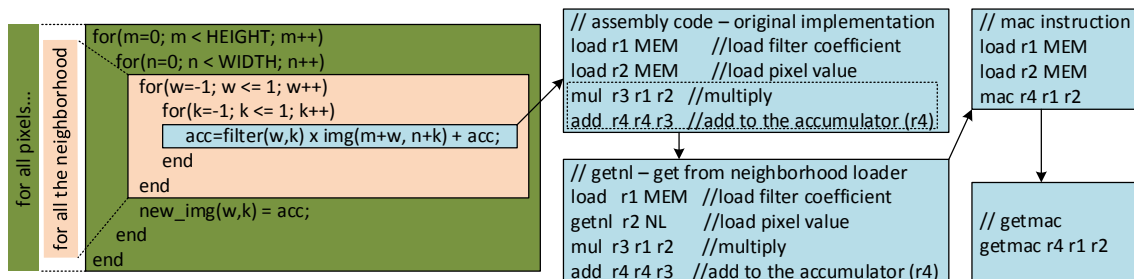 for all pixels...
for all the neighborhood
for(m=0; m < HEIGHT; m++)
for(n=0; n < WIDTH; n++)
for(w=-1; w <= 1; w++)
for(k=-1; k <= 1; k++)
acc=filter(w,k) x img(m+w, n+k) + acc;
end
end
new_img(w,k) = acc;
end
end
// assembly code – original implementation
load r1 MEM //load filter coefficient
load r2 MEM //load pixel value
mul r3 r1 r2 //multiply
add r4 r4 r3 //add to the accumulator (r4)
// getnl – get from neighborhood loader
load r1 MEM //load filter coefficient
getnl r2 NL //load pixel value
mul r3 r1 r2 //multiply
add r4 r4 r3 //add to the accumulator (r4)
// mac instruction
load r1 MEM
load r2 MEM
mac r4 r1 r2
// getmac
getmac r4 r1 r2